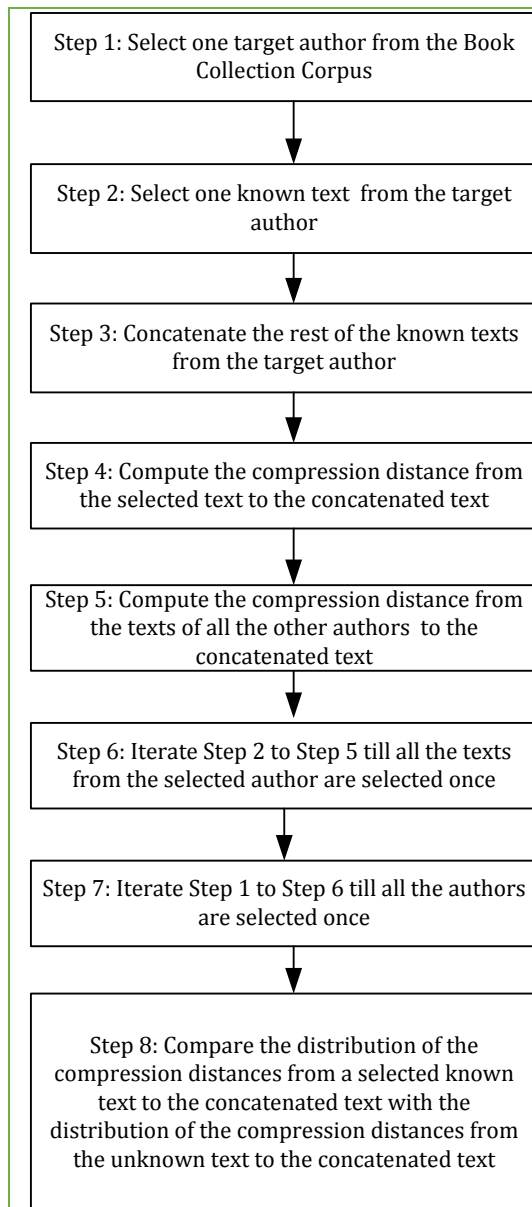 Step 1: Select one target author from the Book
Collection Corpus
Step 2: Select one known text  from the target
author
Step 3: Concatenate the rest of the known texts
from the target author
Step 4: Compute the compression distance from
the selected text to the concatenated text
Step 5: Compute the compression distance from
the texts of all the other authors  to the
concatenated text
Step 6: Iterate Step 2 to Step 5 till all the texts
from the selected author are selected once
Step 7: Iterate Step 1 to Step 6 till all the authors
are selected once
Step 8: Compare the distribution of the
compression distances from a selected known
text to the concatenated text with the
distribution of the compression distances from
the unknown text to the concatenated text